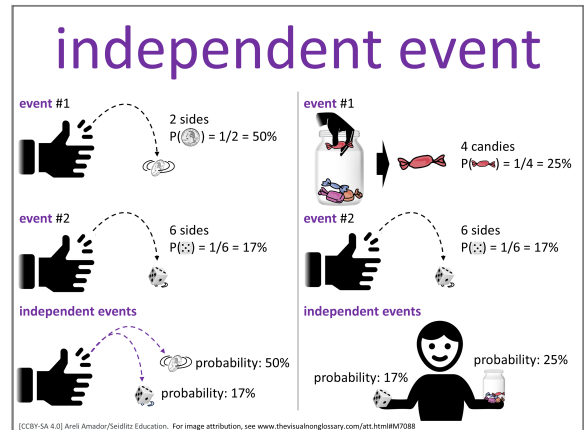 independent event
event #1
2 sides
P( ) = 1/2 = 50%
event #2
6 sides
P( ) = 1/6 = 17%
independent events
probability: 50%
probability: 17%
event #1
4 candies
P( ) = 1/4 = 25%
event #2
6 sides
P( ) = 1/6 = 17%
independent events
probability: 25%
probability: 17%
[CCBY-SA 4.0] Areli Amador/Seidlitz Education. For image attribution, see www.thevisualnonglossary.com/att.html#M7088